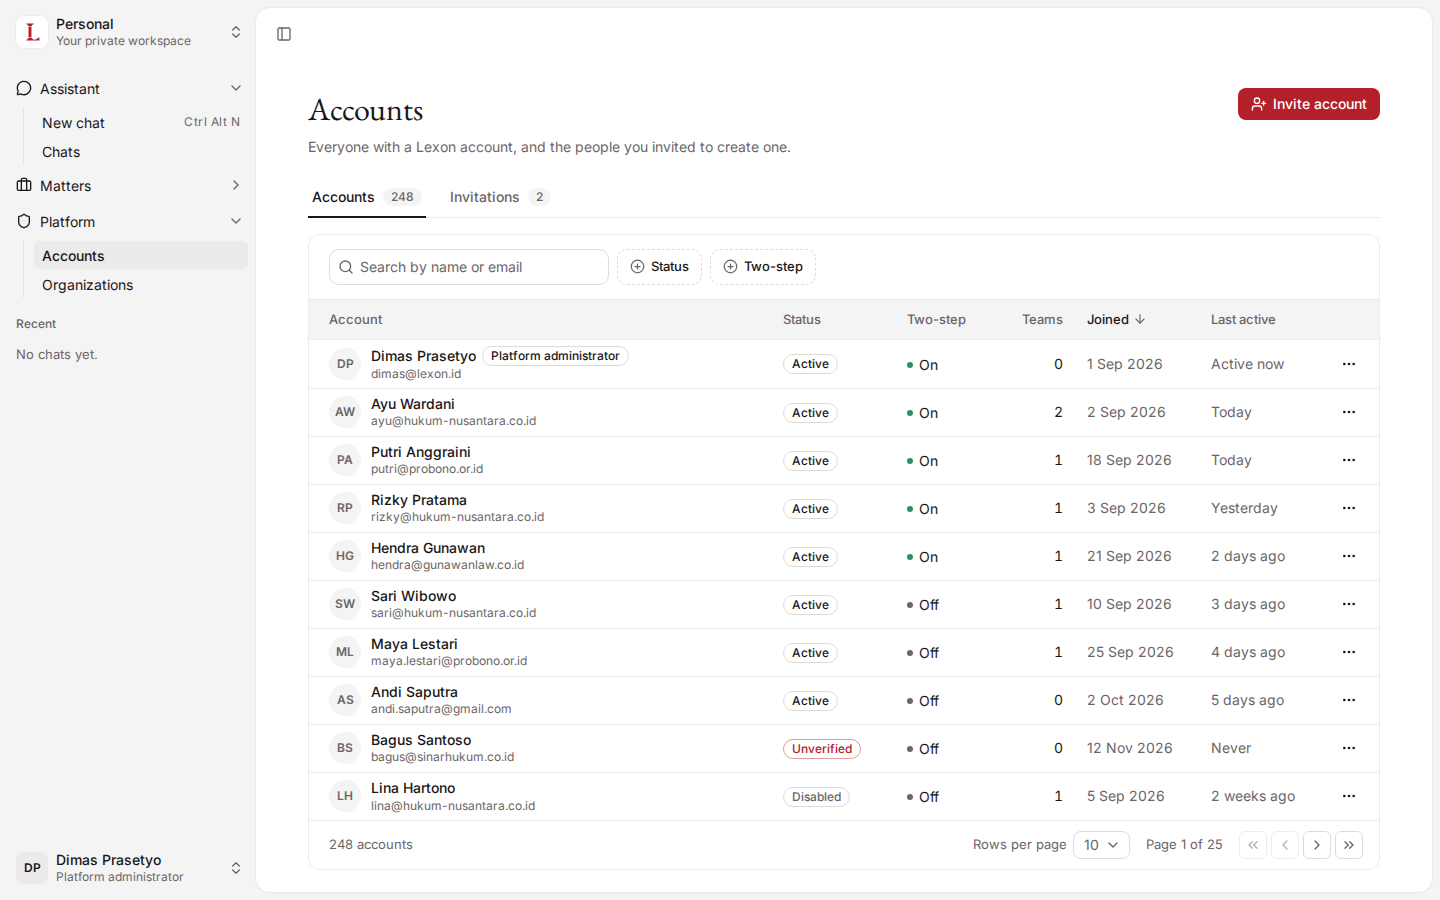 L
Personal
Your private workspace
Assistant
New chat Ctrl Alt N
Chats
Matters
Platform
Accounts
Organizations
Recent
No chats yet.
DP
Dimas Prasetyo
Platform administrator
Accounts
Invite account
Everyone with a Lexon account, and the people you invited to create one.
Accounts 248 Invitations 2
Search by name or email Status Two-step
Account Status Two-step Teams Joined Last active
DP Dimas Prasetyo Platform administrator Active On 0 1 Sep 2026 Active now
dimas@lexon.id
AW Ayu Wardani Active On 2 2 Sep 2026 Today
ayu@hukum-nusantara.co.id
PA Putri Anggraini Active On 1 18 Sep 2026 Today
putri@probono.or.id
RP Rizky Pratama Active On 1 3 Sep 2026 Yesterday
rizky@hukum-nusantara.co.id
HG Hendra Gunawan Active On 1 21 Sep 2026 2 days ago
hendra@gunawanlaw.co.id
SW Sari Wibowo Active Off 1 10 Sep 2026 3 days ago
sari@hukum-nusantara.co.id
ML Maya Lestari Active Off 1 25 Sep 2026 4 days ago
maya.lestari@probono.or.id
AS Andi Saputra Active Off 0 2 Oct 2026 5 days ago
andi.saputra@gmail.com
BS Bagus Santoso Unverified Off 0 12 Nov 2026 Never
bagus@sinarhukum.co.id
LH Lina Hartono Disabled Off 1 5 Sep 2026 2 weeks ago
lina@hukum-nusantara.co.id
248 accounts Rows per page 10 Page 1 of 25